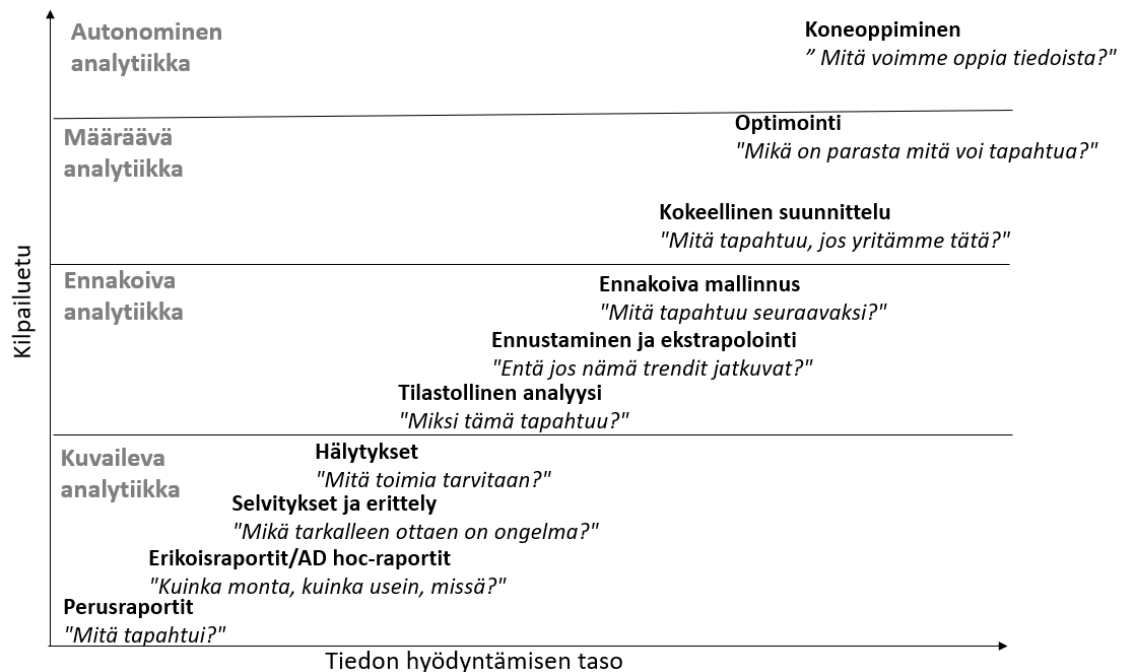 Autonominen
analytiikka
Koneoppiminen
” Mitä voimme oppia tiedoista?"
Määräävä
analytiikka
Optimointi
"Mikä on parasta mitä voi tapahtua?"
Kokeellinen suunnittelu
"Mitä tapahtuu, jos yritämme tätä?"
Ennakoiva
analytiikka
Ennakoiva mallinnus
"Mitä tapahtuu seuraavaksi?"
Ennustaminen ja ekstrapolointi
"Entä jos nämä trendit jatkuvat?"
Tilastollinen analyysi
"Miksi tämä tapahtuu?"
Kuvaileva
analytiikka
Hälytykset
"Mitä toimia tarvitaan?"
Selvitykset ja erittely
"Mikä tarkalleen ottaen on ongelma?"
Erikoisraportit/AD hoc-raportit
"Kuinka monta, kuinka usein, missä?"
Perusraportit
"Mitä tapahtui?"
Kilpailuetu
Tiedon hyödyntämisen taso